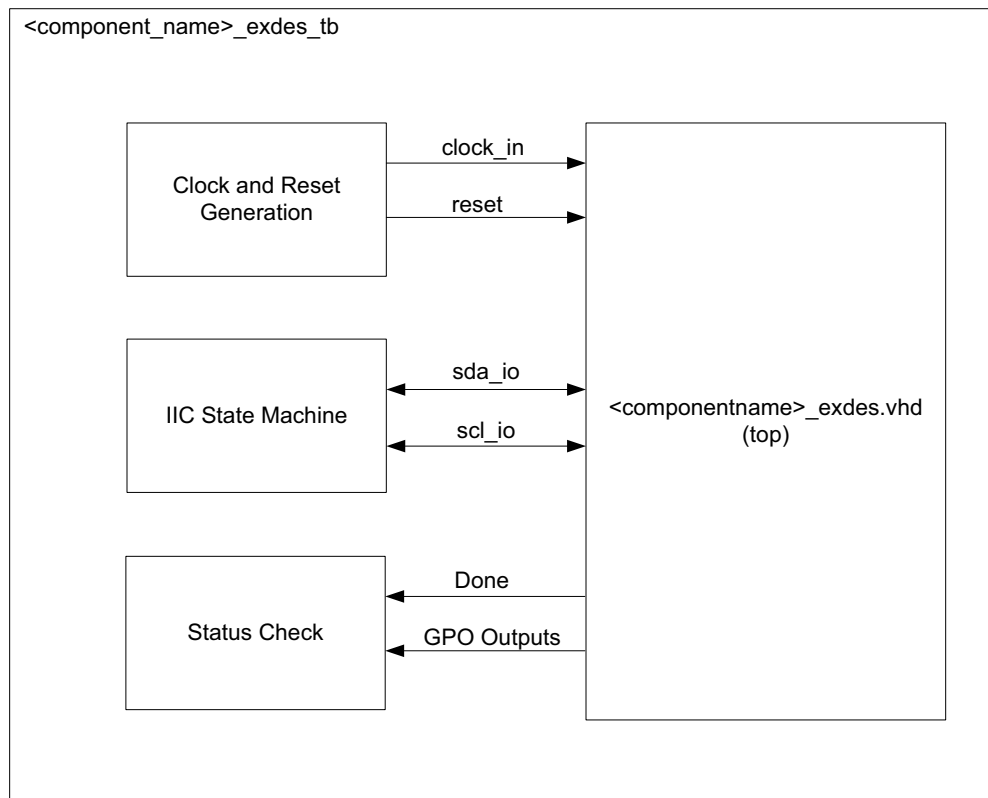 <component_name>_exdes_tb
Clock and Reset
Generation
clock_in
reset
IIC State Machine
sda_io
scl_io
<componentname>_exdes.vhd
(top)
Status Check
Done
GPO Outputs